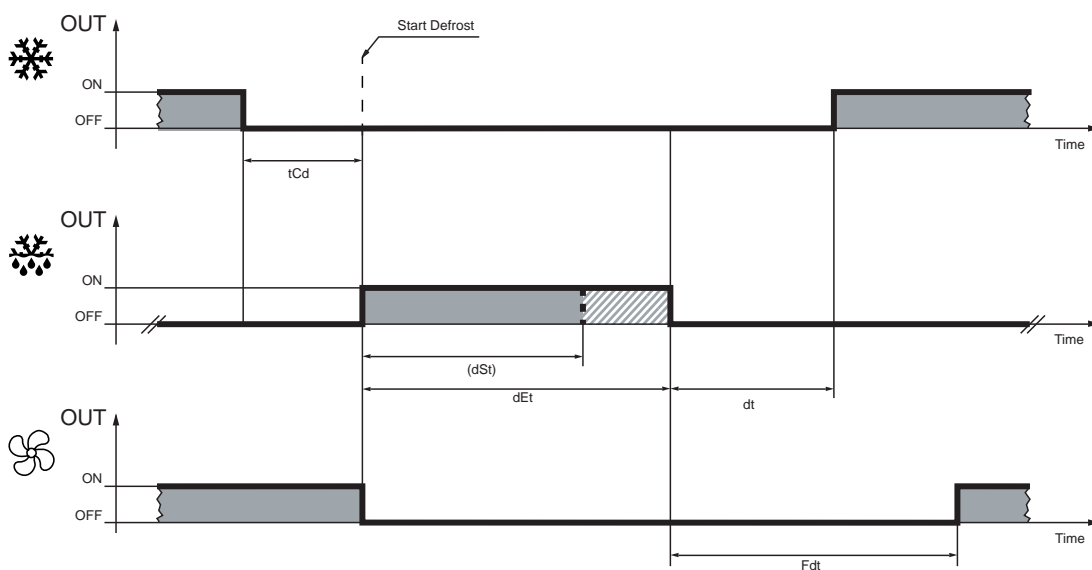 OUT
Start Defrost
ON
OFF
Time
tCd
OUT
ON
OFF
Time
(dSt)
dEt
dt
OUT
ON
OFF
Time
Fdt